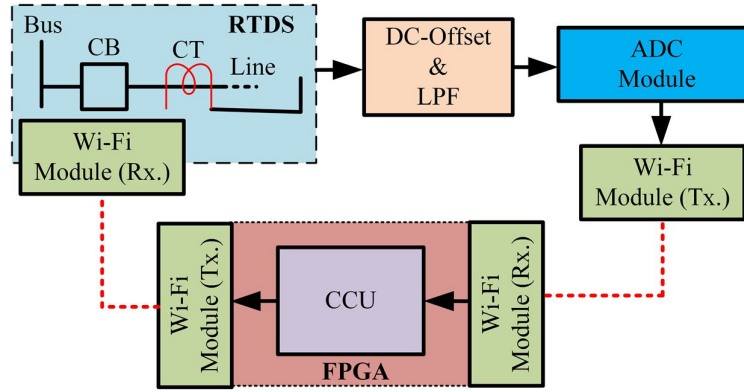 Bus
CB
CT
RTDS
Line
Wi-Fi
Module (Rx.)
DC-Offset
&
LPF
ADC
Module
Wi-Fi
Module (Tx.)
Wi-Fi
Module (Tx.)
CCU
FPGA
Wi-Fi
Module (Rx.)